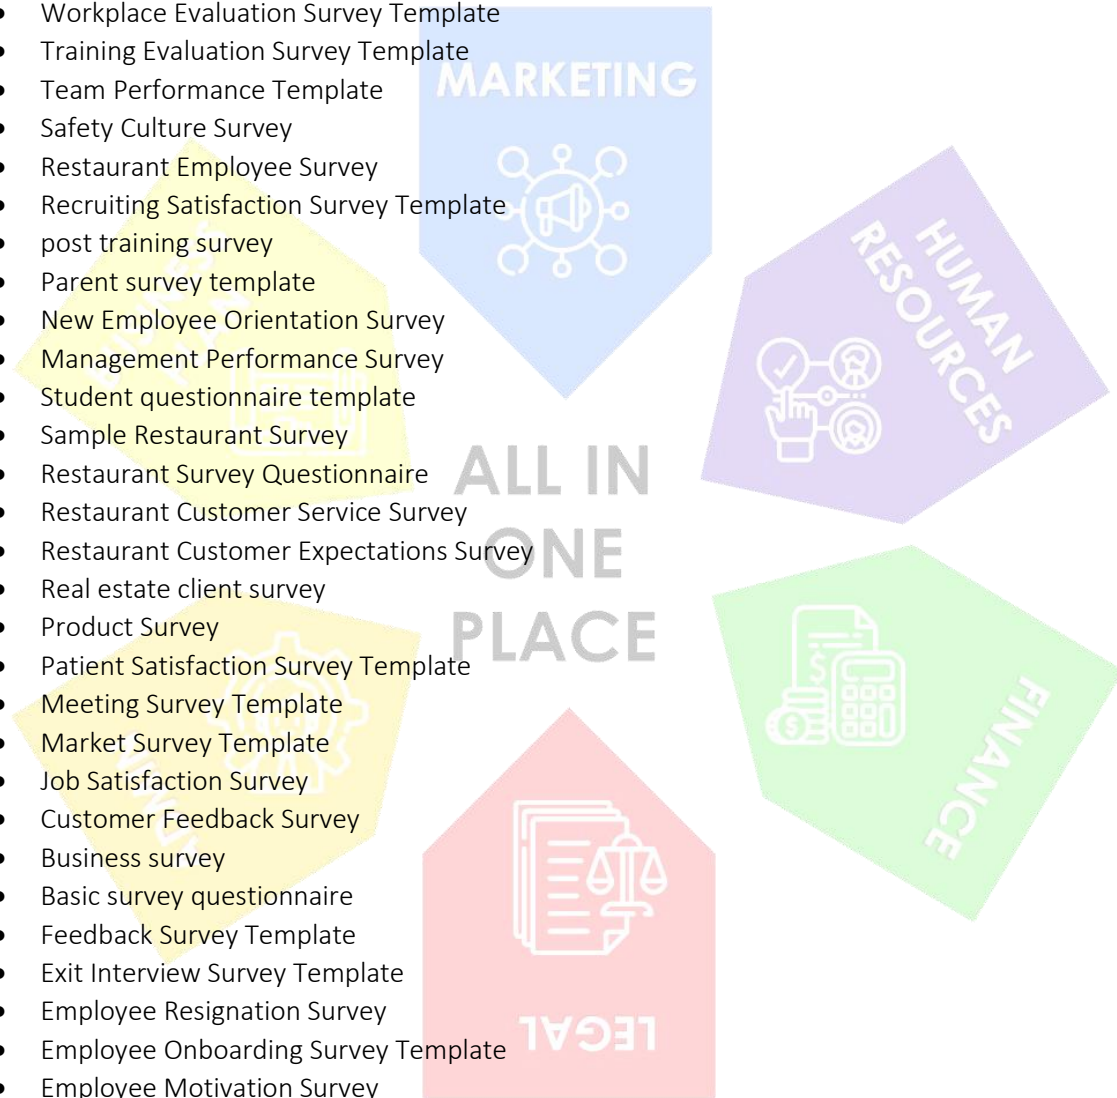 • Workplace Evaluation Survey Template
• Training Evaluation Survey Template
• Team Performance Template
• Safety Culture Survey
• Restaurant Employee Survey
• Recruiting Satisfaction Survey Template
• post training survey
• Parent survey template
• New Employee Orientation Survey
• Management Performance Survey
• Student questionnaire template
• Sample Restaurant Survey
• Restaurant Survey Questionnaire
• Restaurant Customer Service Survey
• Restaurant Customer Expectations Survey
• Real estate client survey
• Product Survey
• Patient Satisfaction Survey Template
• Meeting Survey Template
• Market Survey Template
• Job Satisfaction Survey
• Customer Feedback Survey
• Business survey
• Basic survey questionnaire
• Feedback Survey Template
• Exit Interview Survey Template
• Employee Resignation Survey
• Employee Onboarding Survey Template
• Employee Motivation Survey
MARKETING
HUMAN
RESOURCES
ALL IN
ONE
PLACE
FINANCE
LEGAL
ADMIN
BUSINESS
PLAN